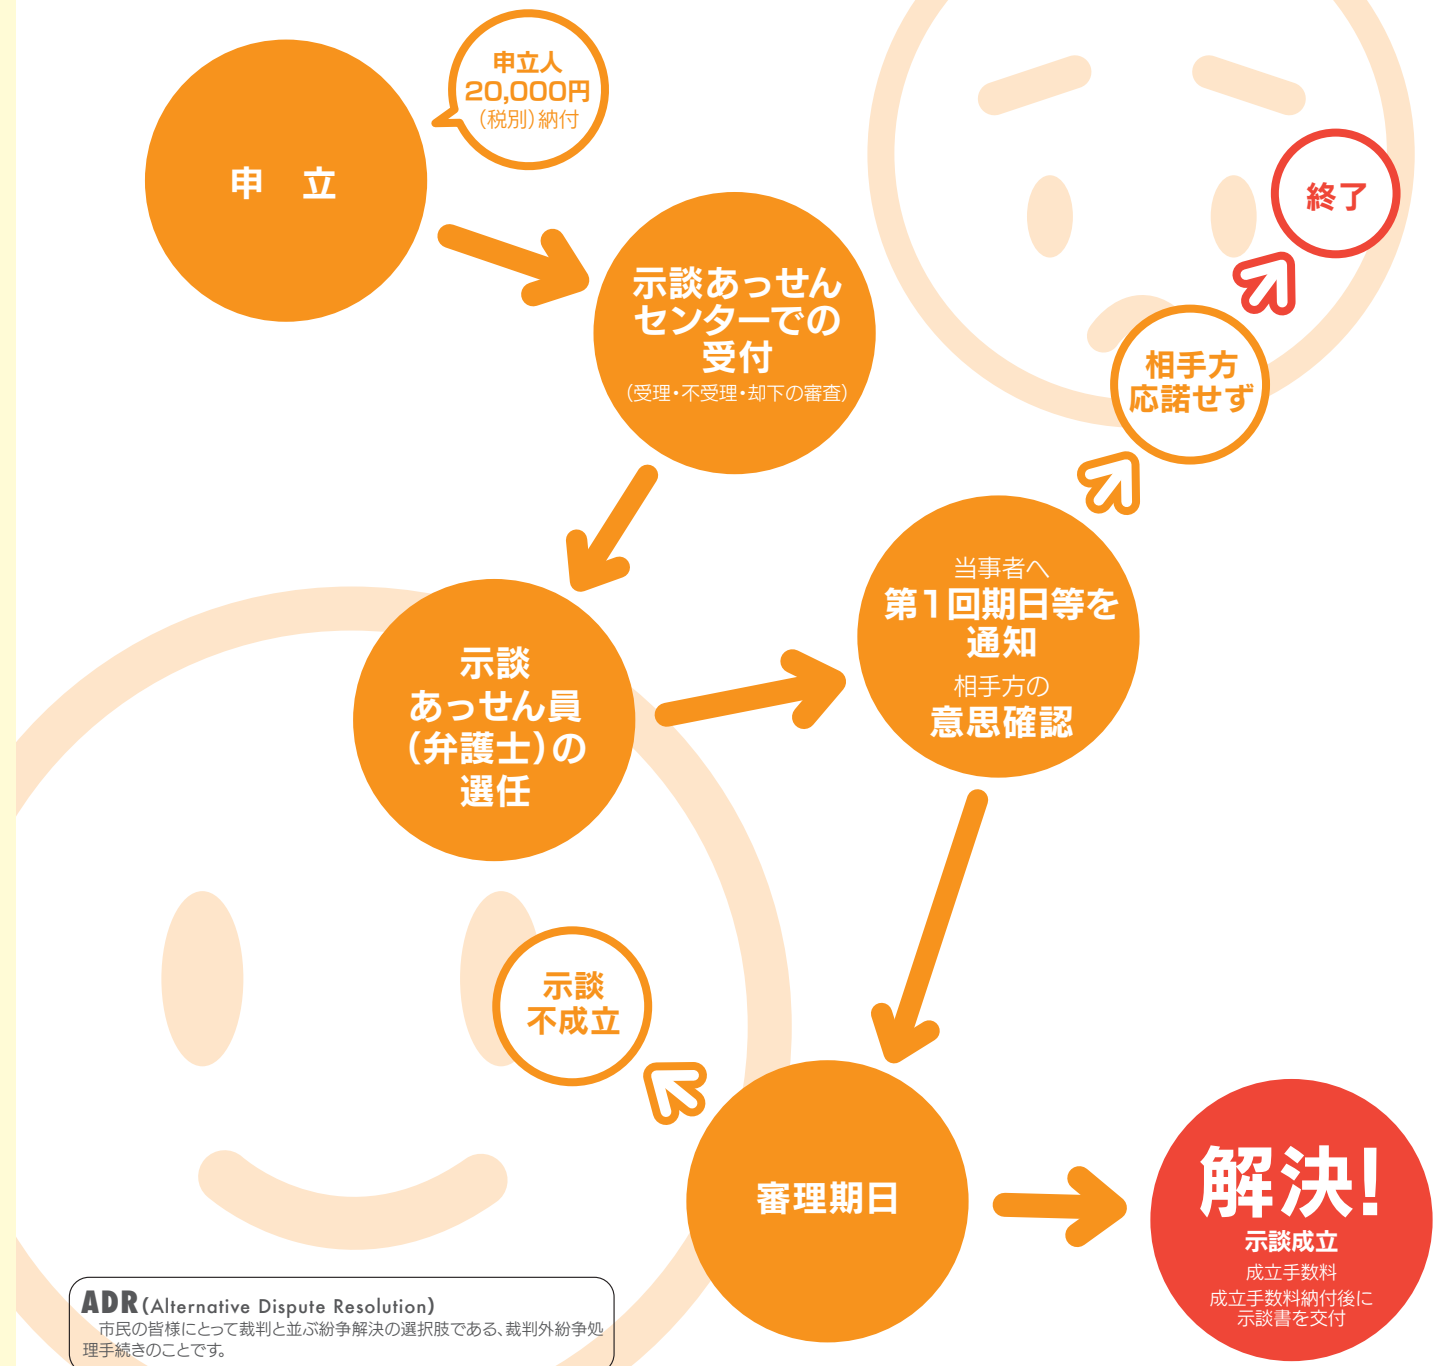 申　立
申立人
20,000円
（税別）納付
示談あっせん
センターでの
受付
（受理・不受理・却下の審査）
示談
あっせん員
（弁護士）の
選任
当事者へ
第1回期日等を
通知
相手方の
意思確認
相手方
応諾せず
終了
審理期日
示談
不成立
解決!
示談成立
成立手数料
成立手数料納付後に
示談書を交付
ADR（Alternative Dispute Resolution）
市民の皆様にとって裁判と並ぶ紛争解決の選択肢である、裁判外紛争処
理手続きのことです。